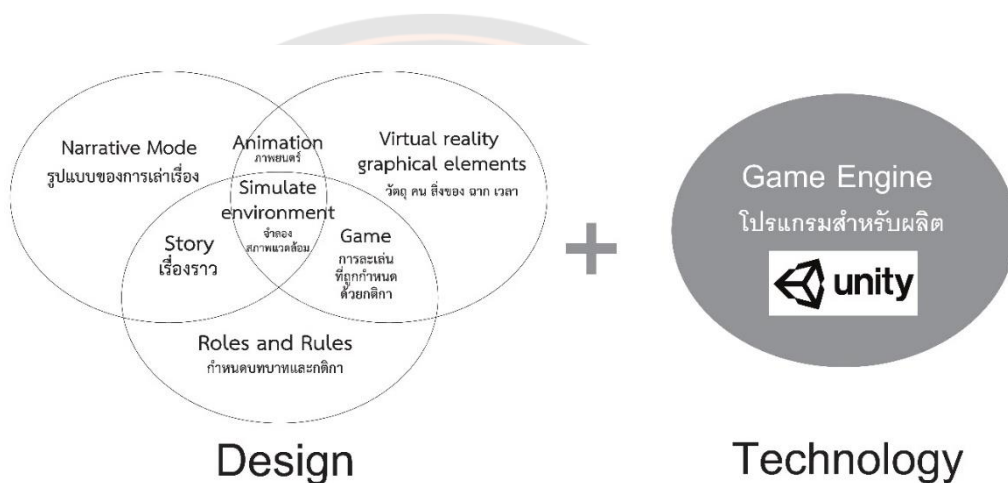 Narrative Mode
รูปแบบของการเล่าเรื่อง
Animation
ภาพยนตร์
Virtual reality
graphical elements
วัตถุ คน สิ่งของ ฉาก เวลา
Simulate
environment
จำลอง
สภาพแวดล้อม
Story
เรื่องราว
Game
การละเล่น
ที่ถูกกำหนด
ด้วยกติกา
Roles and Rules
กำหนดบทบาทและกติกา
Design
+
Game Engine
โปรแกรมสำหรับผลิต
unity
Technology